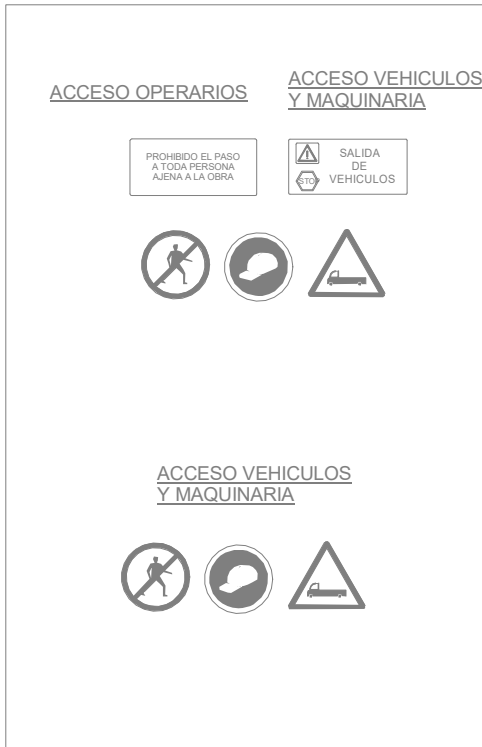 ACCESO OPERARIOS
ACCESO VEHICULOS
Y MAQUINARIA
PROHIBIDO EL PASO
A TODA PERSONA
AJENA A LA OBRA
SALIDA
DE
VEHICULOS
STOP
ACCESO VEHICULOS
Y MAQUINARIA